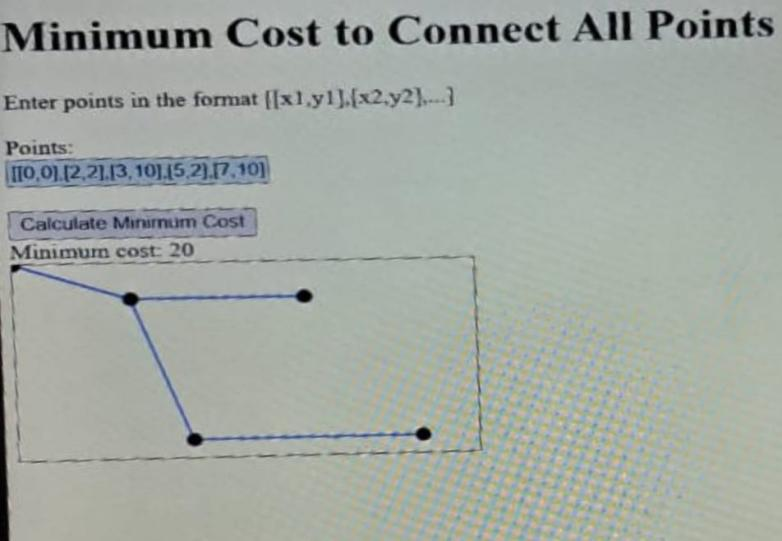 Minimum Cost to Connect All Points
Enter points in the format [[x1,y1],[x2,y2],...]
Points:
[[0,0],[2,2],[3,10],[5,2],[7,10]
Calculate Minimum Cost
Minimum cost: 20